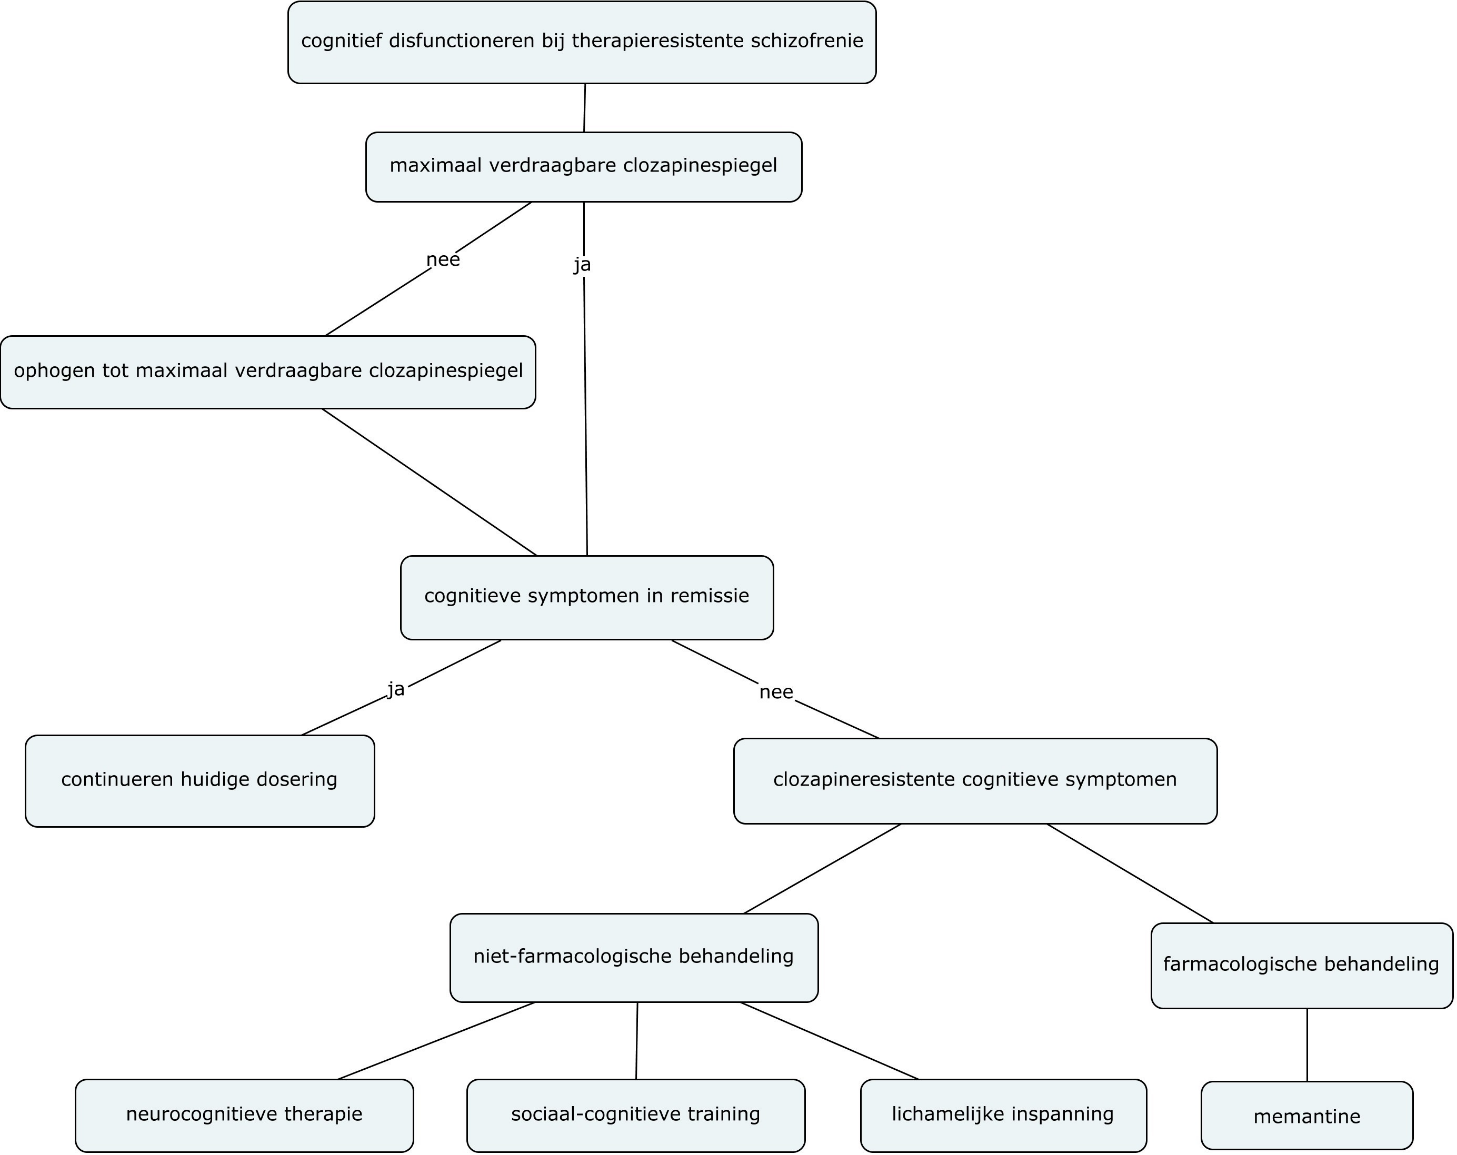 cognitief disfunctioneren bij therapieresistente schizofrenie
maximaal verdraagbare clozapinespiegel
nee
ja
ophogen tot maximaal verdraagbare clozapinespiegel
cognitieve symptomen in remissie
ja
nee
continueren huidige dosering
clozapineresistente cognitieve symptomen
niet-farmacologische behandeling
farmacologische behandeling
neurocognitieve therapie
sociaal-cognitieve training
lichamelijke inspanning
memantine